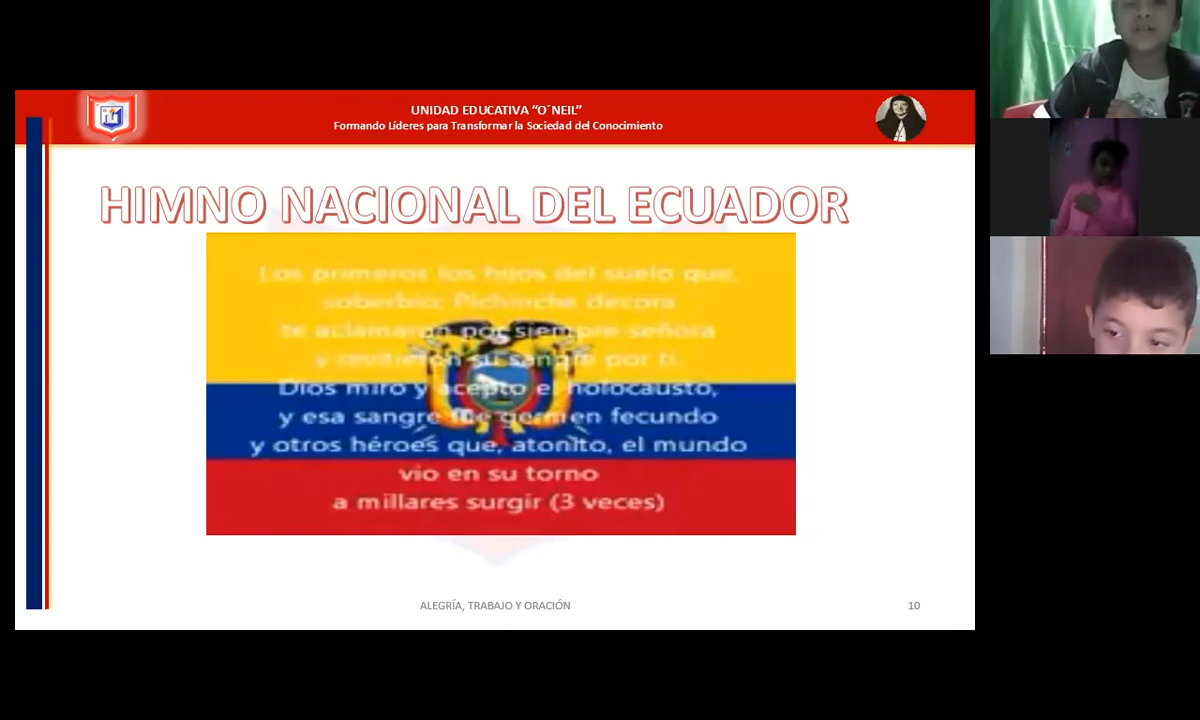 UNIDAD EDUCATIVA “O´NEIL”
Formando Líderes para Transformar la Sociedad del Conocimiento
HIMNO NACIONAL DEL ECUADOR
Los primeros los hijos del suelo que,
soberbio; Pichincha decora
te aclamaron por siempre señora
y vertieron su sangre por ti.
Dios miro y acepto el holocausto,
y esa sangre fue germen fecundo
y otros héroes que, atonito, el mundo
vio en su torno
a millares surgir (3 veces)
ALEGRÍA, TRABAJO Y ORACIÓN
10